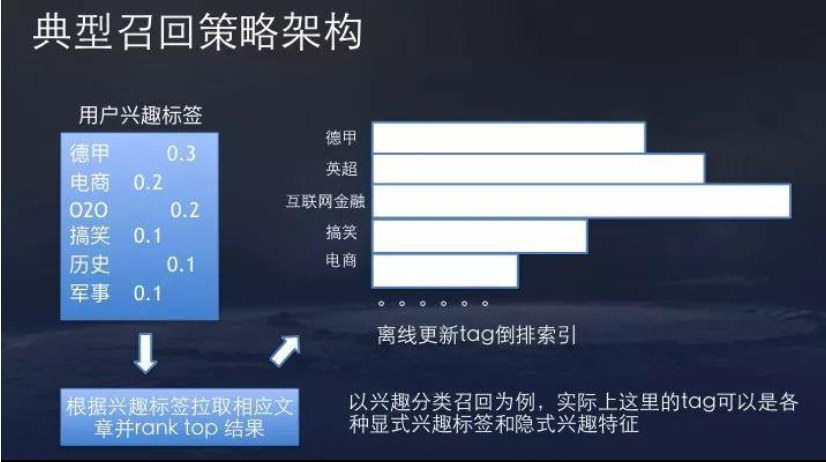 典型召回策略架构
用户兴趣标签
德甲 0.3
电商 0.2
O2O 0.2
搞笑 0.1
历史 0.1
军事 0.1
德甲
英超
互联网金融
搞笑
电商
。。。。。。
离线更新tag倒排索引
根据兴趣标签拉取相应文
章并rank top 结果
以兴趣分类召回为例，实际上这里的tag可以是各
种显式兴趣标签和隐式兴趣特征